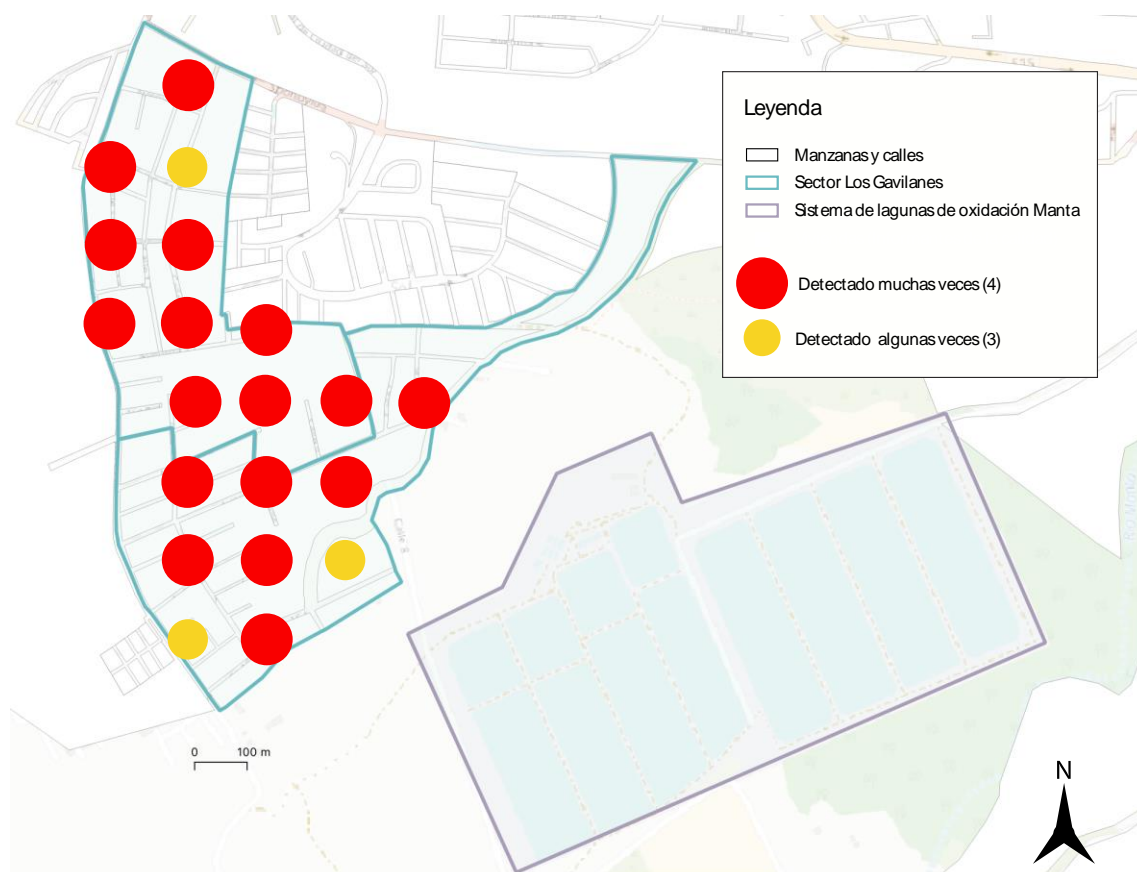 Leyenda
Manzanas y calles
Sector Los Gavilanes
Sistema de lagunas de oxidación Manta
Detectado muchas veces (4)
Detectado algunas veces (3)
Calle 8
0 100 m
N